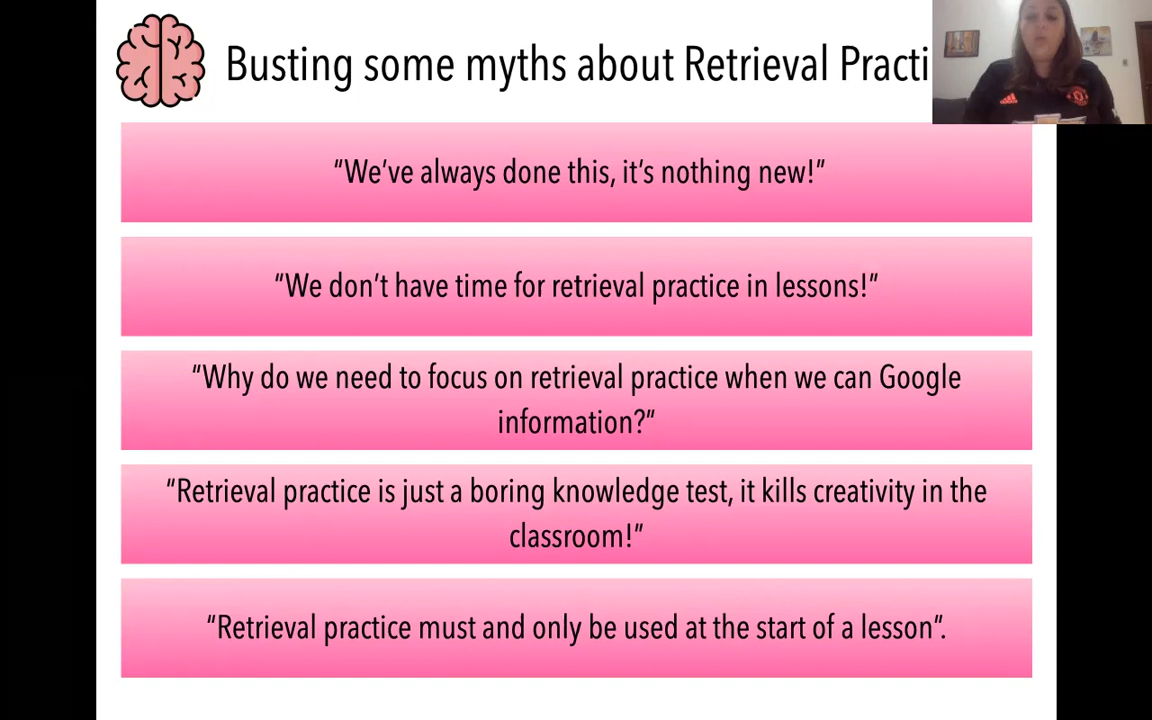 Busting some myths about Retrieval Practi
“We’ve always done this, it’s nothing new!”
“We don’t have time for retrieval practice in lessons!”
“Why do we need to focus on retrieval practice when we can Google
information?”
“Retrieval practice is just a boring knowledge test, it kills creativity in the
classroom!”
“Retrieval practice must and only be used at the start of a lesson”.